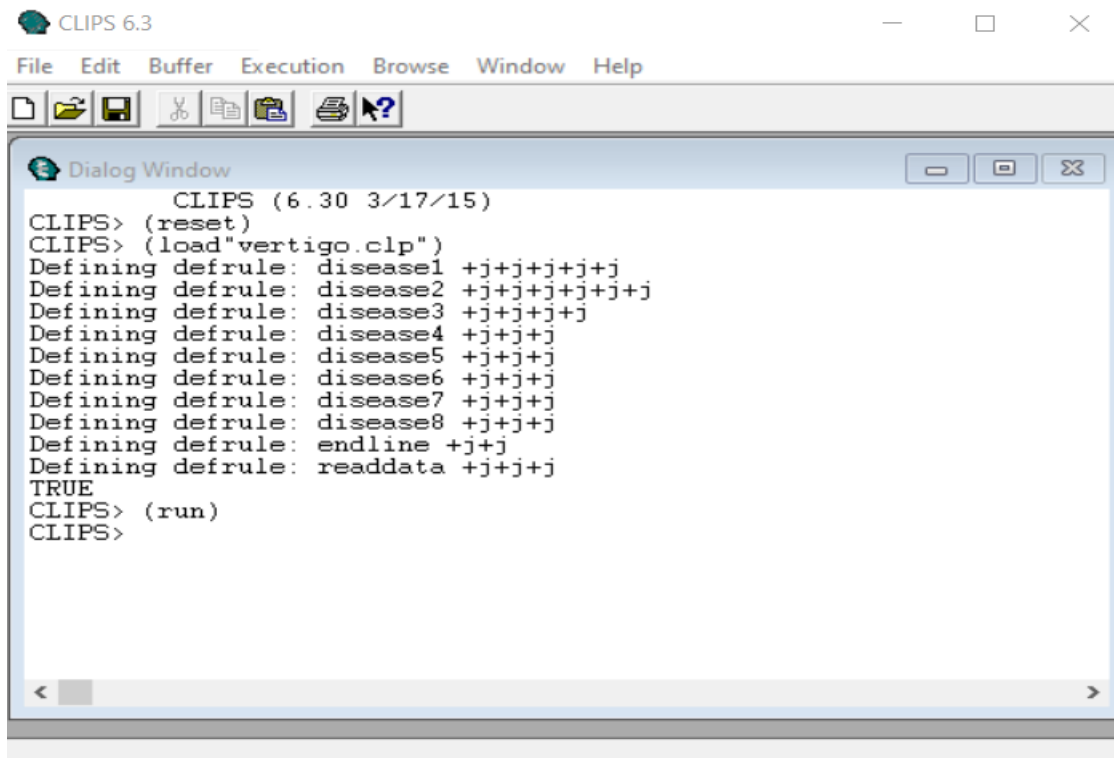 CLIPS 6.3
File Edit Buffer Execution Browse Window Help
Dialog Window
CLIPS (6.30 3/17/15)
CLIPS> (reset)
CLIPS> (load"vertigo.clp")
Defining defrule: disease1 +j+j+j+j+j
Defining defrule: disease2 +j+j+j+j+j+j
Defining defrule: disease3 +j+j+j+j
Defining defrule: disease4 +j+j+j
Defining defrule: disease5 +j+j+j
Defining defrule: disease6 +j+j+j
Defining defrule: disease7 +j+j+j
Defining defrule: disease8 +j+j+j
Defining defrule: endline +j+j
Defining defrule: readdata +j+j+j
TRUE
CLIPS> (run)
CLIPS>